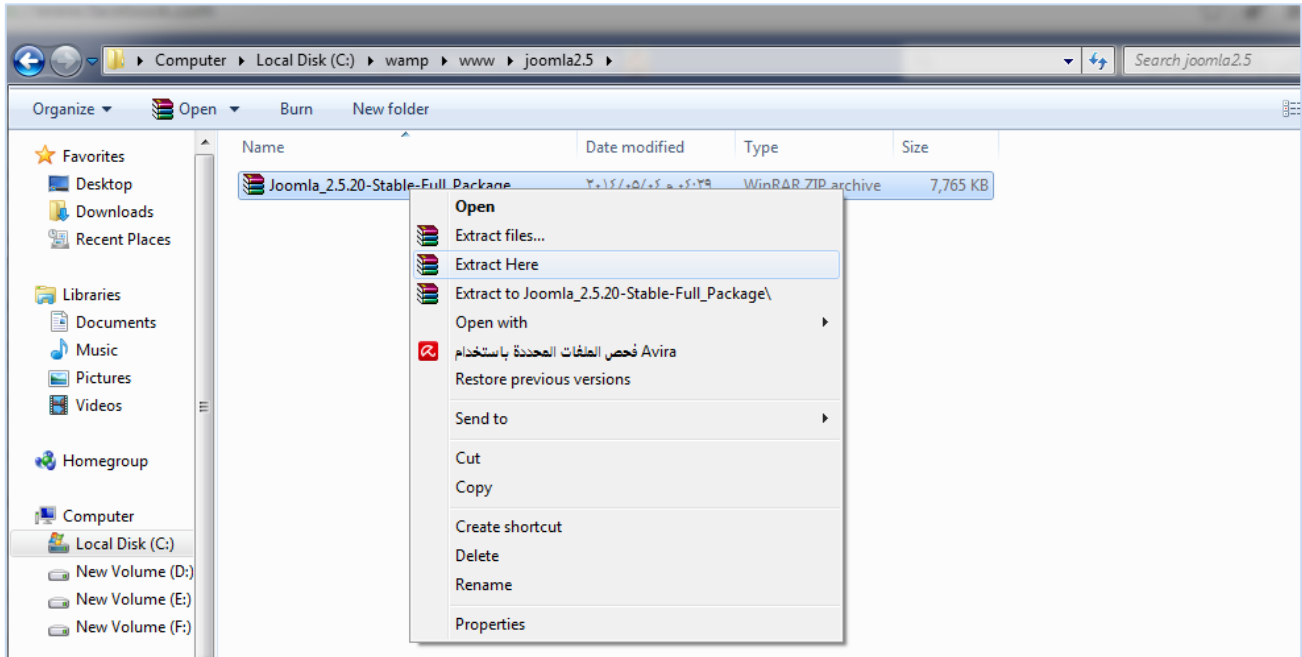 Computer ▸ Local Disk (C:) ▸ wamp ▸ www ▸ joomla2.5 ▸
Search joomla2.5
Organize Open Burn New folder
Name Date modified Type Size
Joomla_2.5.20-Stable-Full_Package WinRAR ZIP archive 7,765 KB
Favorites
Desktop
Downloads
Recent Places
Libraries
Documents
Music
Pictures
Videos
Homegroup
Computer
Local Disk (C:)
New Volume (D:)
New Volume (E:)
New Volume (F:)
Open
Extract files...
Extract Here
Extract to Joomla_2.5.20-Stable-Full_Package\
Open with
فحص الملفات المحددة باستخدام Avira
Restore previous versions
Send to
Cut
Copy
Create shortcut
Delete
Rename
Properties